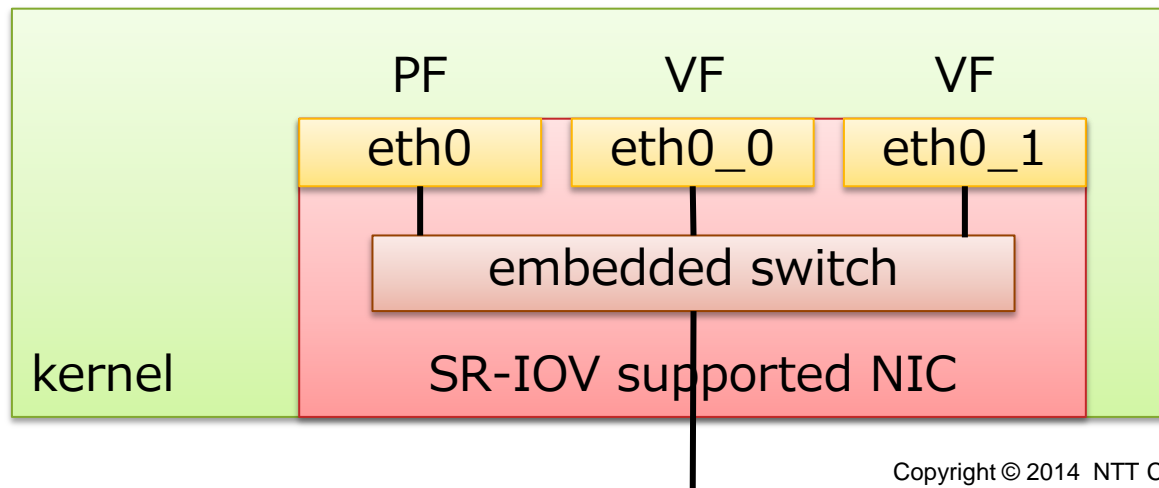 PF VF VF
eth0 eth0_0 eth0_1
embedded switch
kernel SR-IOV supported NIC
Copyright © 2014 NTT